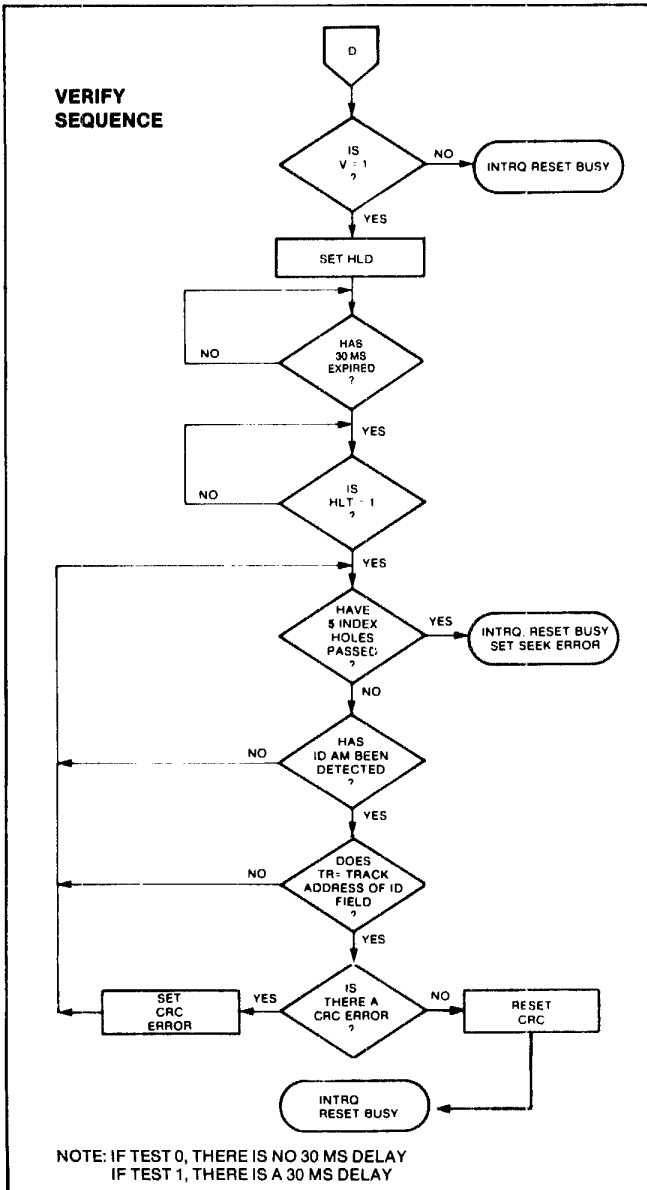 D
VERIFY
SEQUENCE
IS
V = 1
?
NO
INTRQ RESET BUSY
YES
SET HLD
HAS
30 MS
EXPIRED
?
NO
YES
IS
HLT = 1
?
NO
YES
HAVE
5 INDEX
HOLES
PASSED
?
YES
INTRQ. RESET BUSY
SET SEEK ERROR
NO
HAS
ID AM BEEN
DETECTED
?
NO
YES
DOES
TR= TRACK
ADDRESS OF ID
FIELD
?
NO
YES
IS
THERE A
CRC ERROR
?
YES
SET
CRC
ERROR
NO
RESET
CRC
INTRQ
RESET BUSY
NOTE: IF TEST 0, THERE IS NO 30 MS DELAY
IF TEST 1, THERE IS A 30 MS DELAY